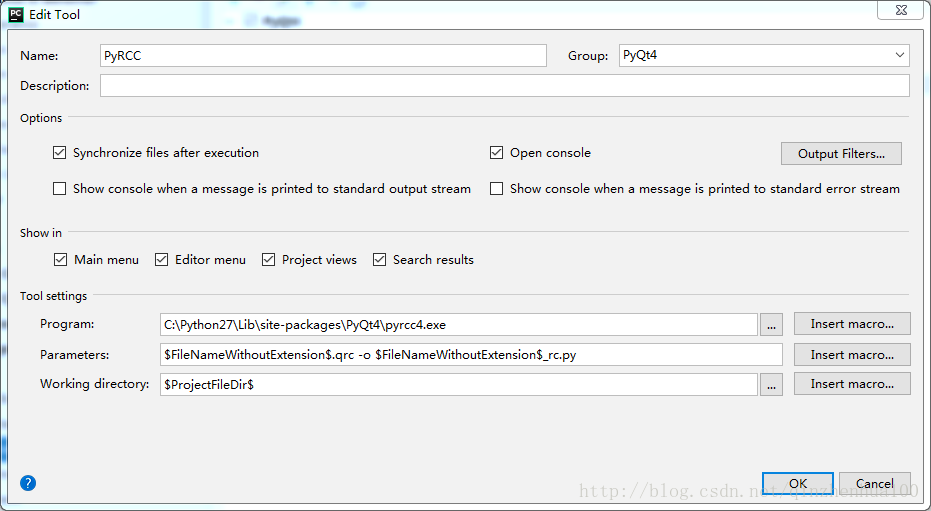 PC Edit Tool
Name: PyRCC Group: PyQt4
Description:
Options
Synchronize files after execution Open console Output Filters...
Show console when a message is printed to standard output stream Show console when a message is printed to standard error stream
Show in
Main menu Editor menu Project views Search results
Tool settings
Program: C:\Python27\Lib\site-packages\PyQt4\pyrcc4.exe ... Insert macro...
Parameters: $FileNameWithoutExtension$.qrc -o $FileNameWithoutExtension$_rc.py Insert macro...
Working directory: $ProjectFileDir$ ... Insert macro...
? OK Cancel
http://blog.csdn.net/qinzhenhua100